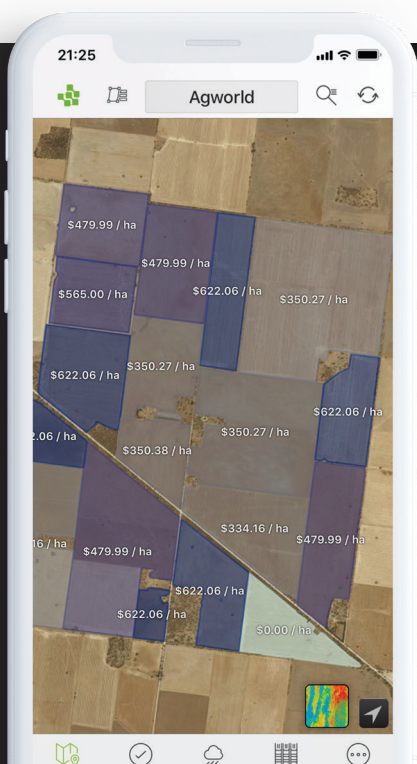 21:25
Agworld
$479.99 / ha
$479.99 / ha
$565.00 / ha
$622.06 / ha
$350.27 / ha
$622.06 / ha
$350.27 / ha
$622.06 / ha
2.06 / ha
$350.38 / ha
$350.27 / ha
16 / ha
$479.99 / ha
$334.16 / ha
$479.99 / ha
$622.06 / ha
$622.06 / ha
$0.00 / ha